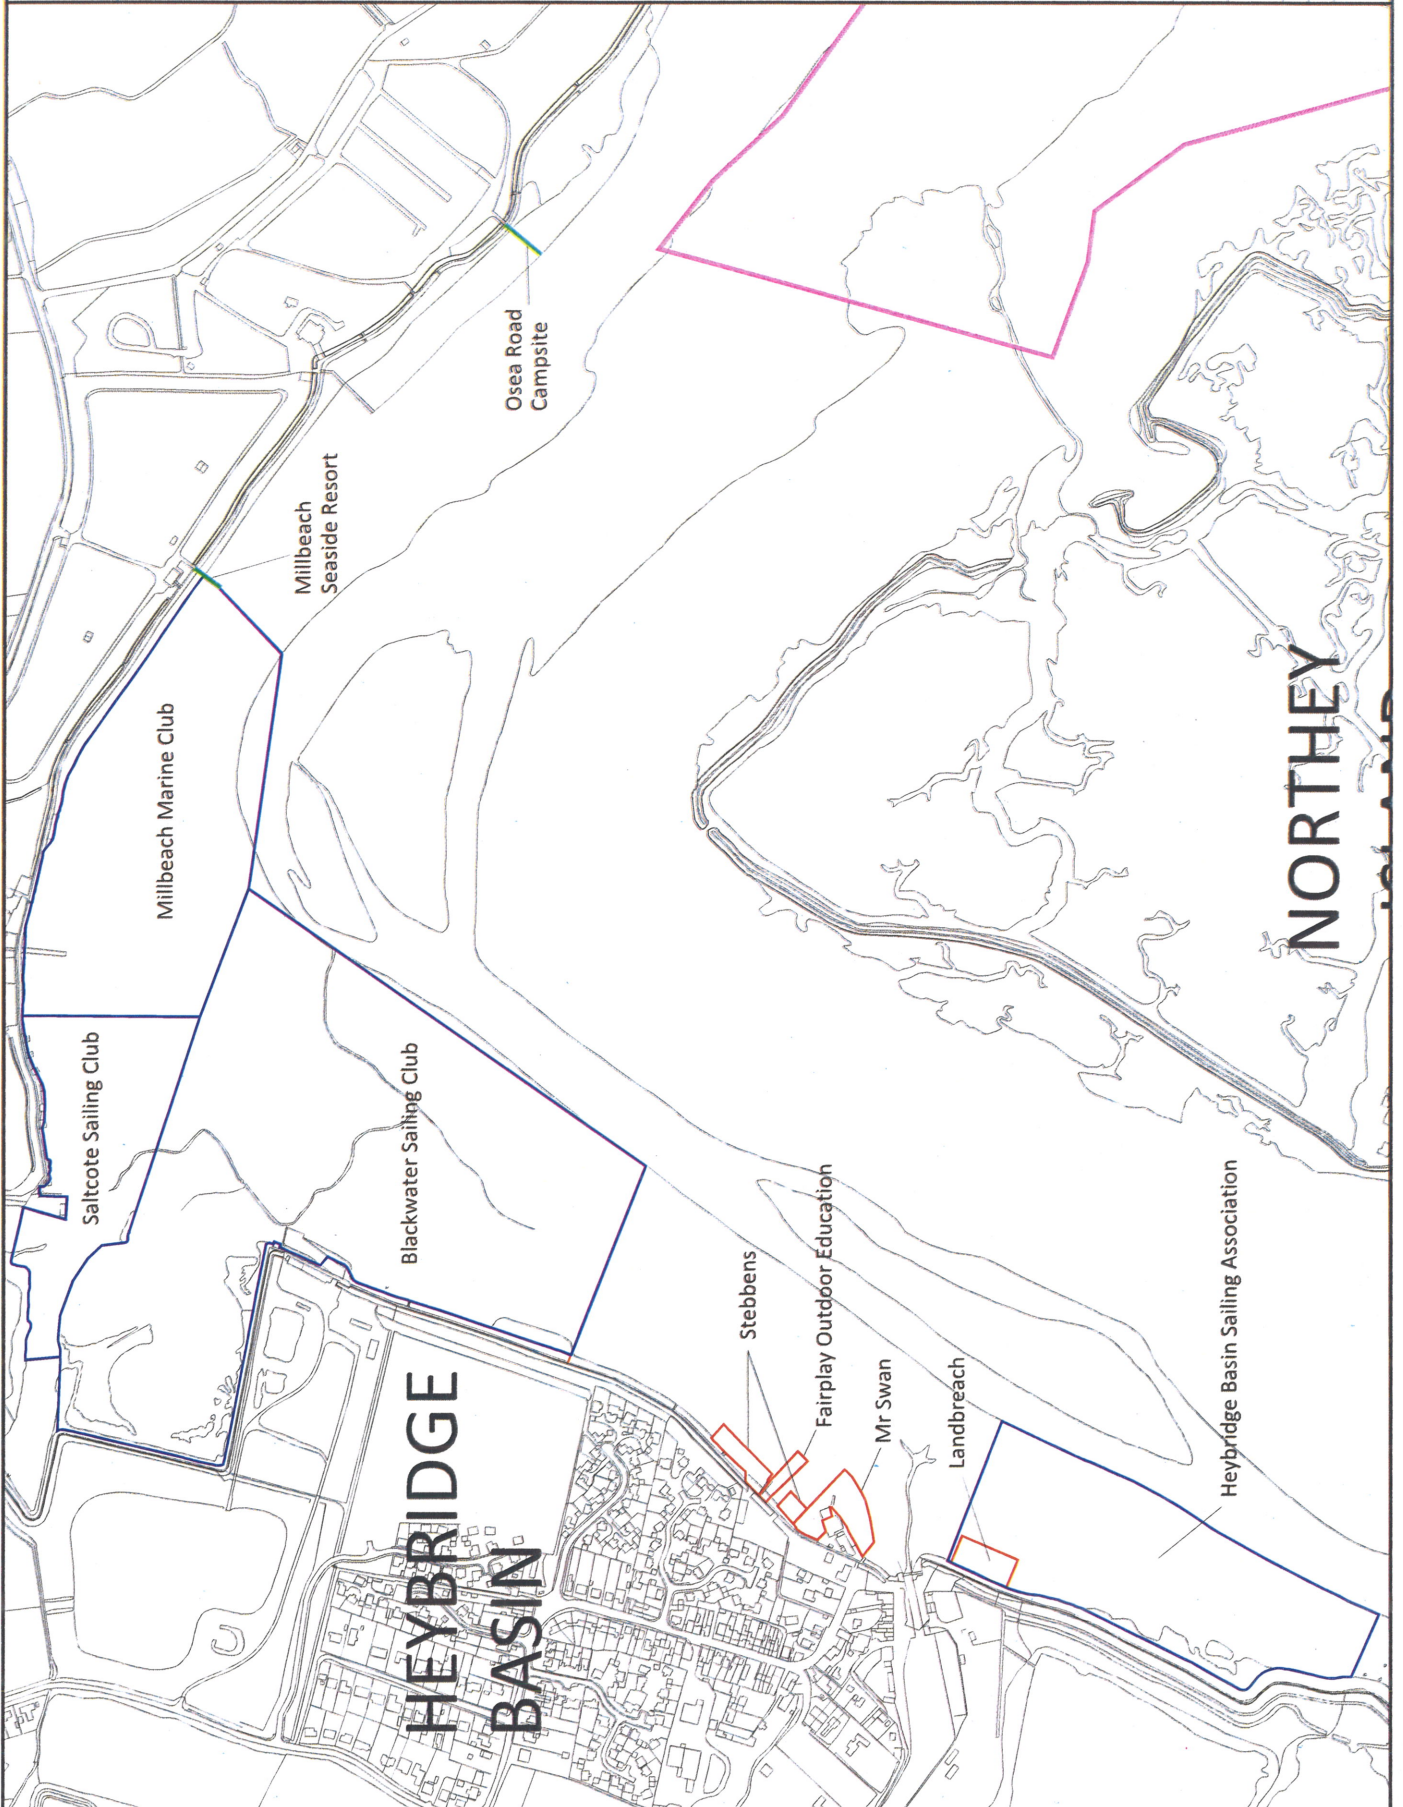 Osea Road
Campsite
Millbeach
Seaside Resort
Millbeach Marine Club
Saltcote Sailing Club
Blackwater Sailing Club
HEYBRIDGE
BASIN
Stebbens
Fairplay Outdoor Education
Mr Swan
Landbreach
Heybridge Basin Sailing Association
NORTHEY